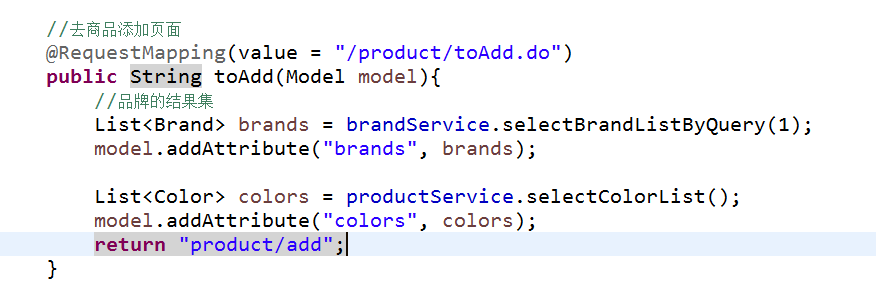 //去商品添加页面
@RequestMapping(value = "/product/toAdd.do")
public String toAdd(Model model){
//品牌的结果集
List<Brand> brands = brandService.selectBrandListByQuery(1);
model.addAttribute("brands", brands);
List<Color> colors = productService.selectColorList();
model.addAttribute("colors", colors);
return "product/add";
}